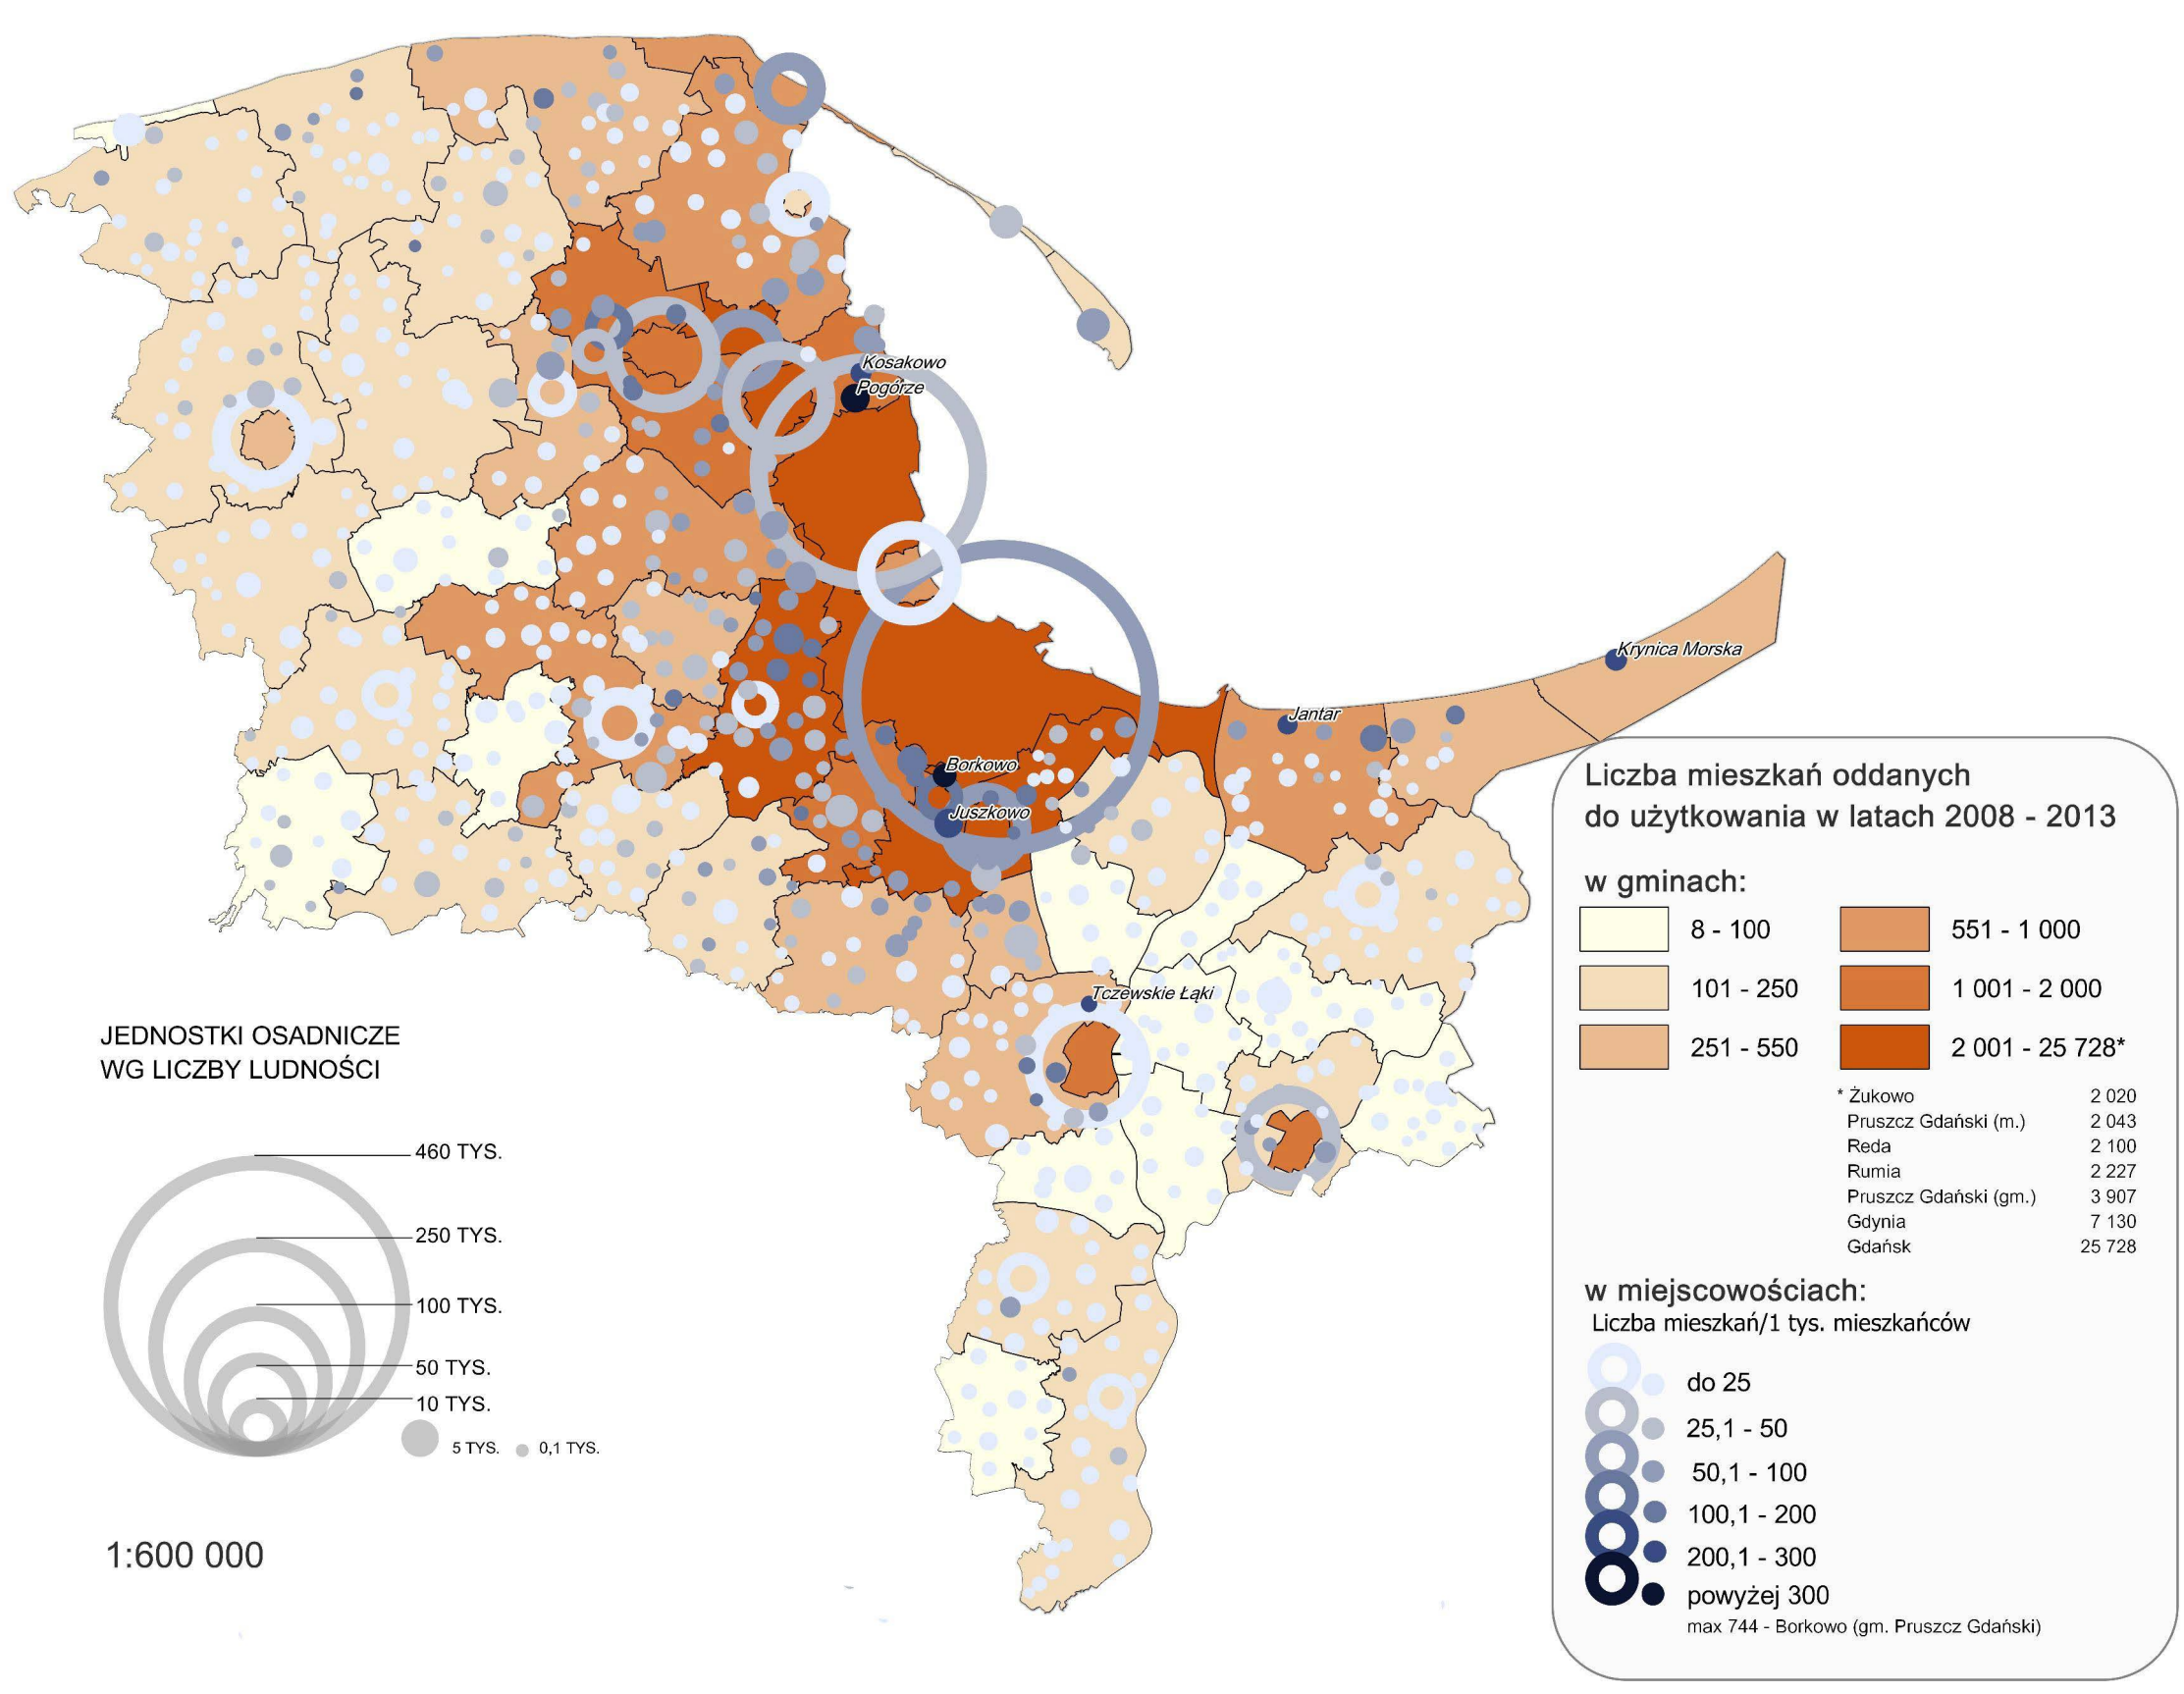 Kosakowo
Pogórze
Krynica Morska
Jantar
Borkowo
Juszkowo
Tczewskie Łąki
JEDNOSTKI OSADNICZE
WG LICZBY LUDNOŚCI
460 TYS.
250 TYS.
100 TYS.
50 TYS.
10 TYS.
5 TYS. 0,1 TYS.
1:600 000
Liczba mieszkań oddanych
do użytkowania w latach 2008 - 2013
w gminach:
8 - 100 551 - 1 000
101 - 250 1 001 - 2 000
251 - 550 2 001 - 25 728*
* Żukowo 2 020
Pruszcz Gdański (m.) 2 043
Reda 2 100
Rumia 2 227
Pruszcz Gdański (gm.) 3 907
Gdynia 7 130
Gdańsk 25 728
w miejscowościach:
Liczba mieszkań/1 tys. mieszkańców
do 25
25,1 - 50
50,1 - 100
100,1 - 200
200,1 - 300
powyżej 300
max 744 - Borkowo (gm. Pruszcz Gdański)